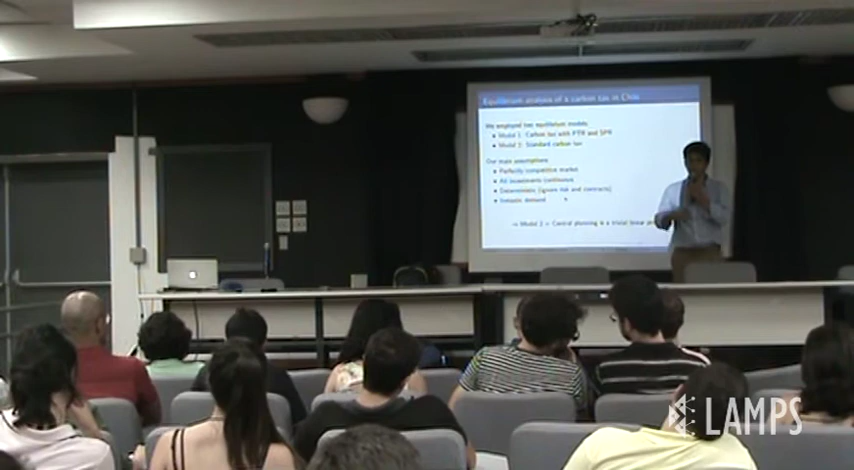 Equilibrium analysis of a carbon tax in Chile
We employed two equilibrium models
Model 1: Carbon tax with PTR and SPR
Model 2: Standard carbon tax
Our main assumptions
Perfectly competitive market
All investments continuous
Deterministic (ignore risk and contracts)
Inelastic demand
⇒ Model 2 = Central planning is a trivial linear
LAMPS